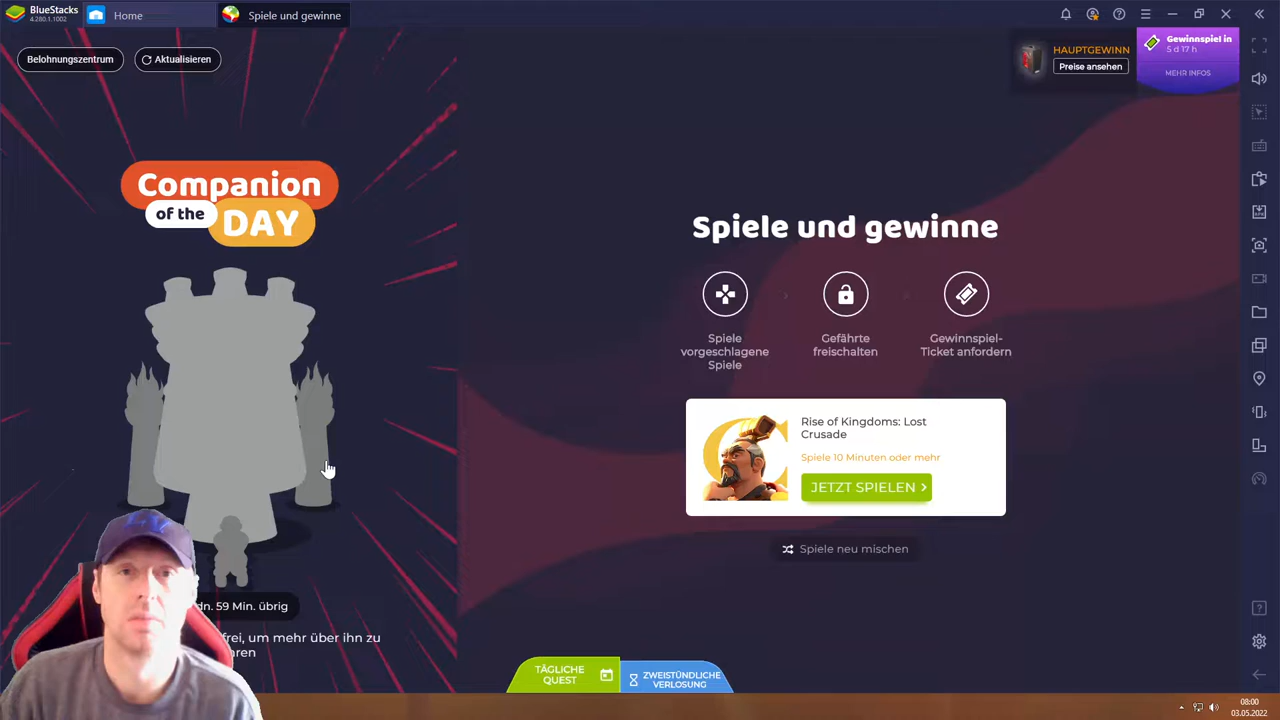 BlueStacks
4.280.1.1002
Home
Spiele und gewinne
Belohnungszentrum
Aktualisieren
HAUPTGEWINN
Preise ansehen
Gewinnspiel in
5 d 17 h
MEHR INFOS
Companion
of the DAY
Spiele und gewinne
Spiele
vorgeschlagene
Spiele
Gefährte
freischalten
Gewinnspiel-
Ticket anfordern
Rise of Kingdoms: Lost
Crusade
Spiele 10 Minuten oder mehr
JETZT SPIELEN
Spiele neu mischen
dn. 59 Min. übrig
frei, um mehr über ihn zu
TÄGLICHE
QUEST
ZWEISTÜNDLICHE
VERLOSUNG
08:00
03.05.2022